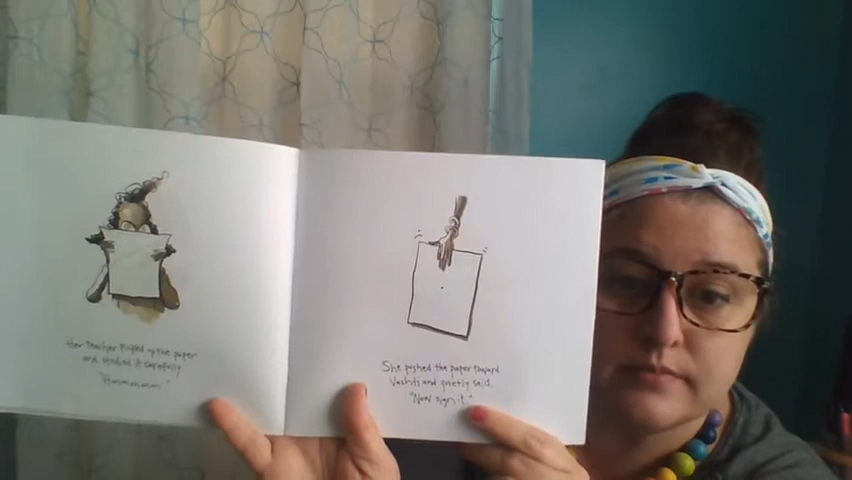 Her teacher picked up the paper
and studied it carefully.
"Hmmmmm."
She pushed the paper toward
Vashti and quietly said,
"Now sign it."